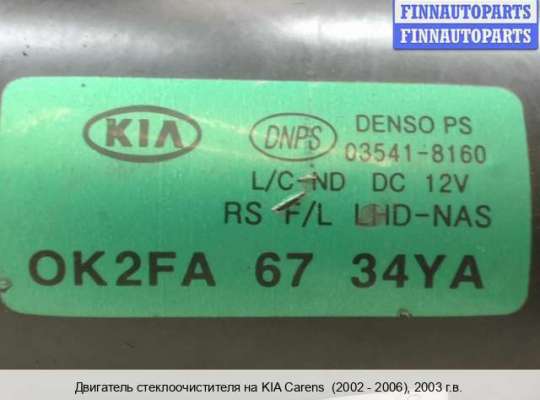 FINNAUTOPARTS
FINNAUTOPARTS
KIA DNPS DENSO PS
03541-8160
L/C-ND DC 12V
RS F/L LHD-NAS
OK2FA 67 34YA
Двигатель стеклоочистителя на KIA Carens (2002 - 2006), 2003 г.в.